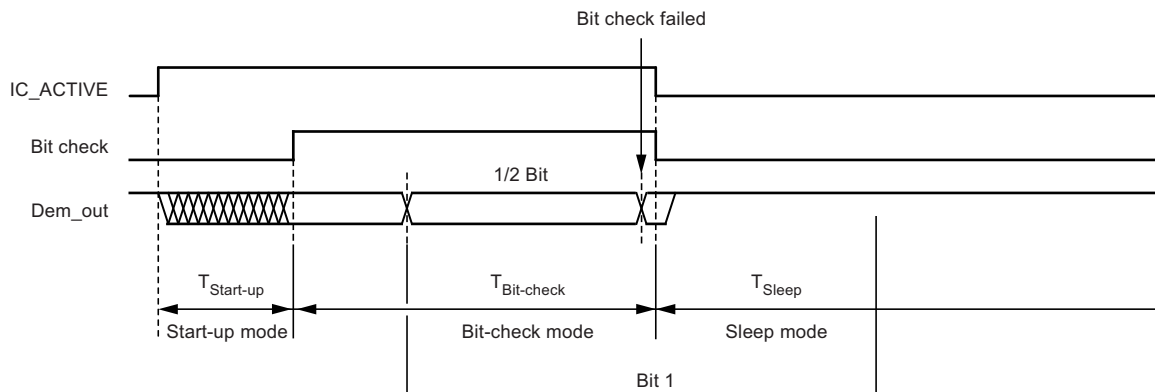 Bit check failed
IC_ACTIVE
Bit check
1/2 Bit
Dem_out
TStart-up
TBit-check
TSleep
Start-up mode
Bit-check mode
Sleep mode
Bit 1